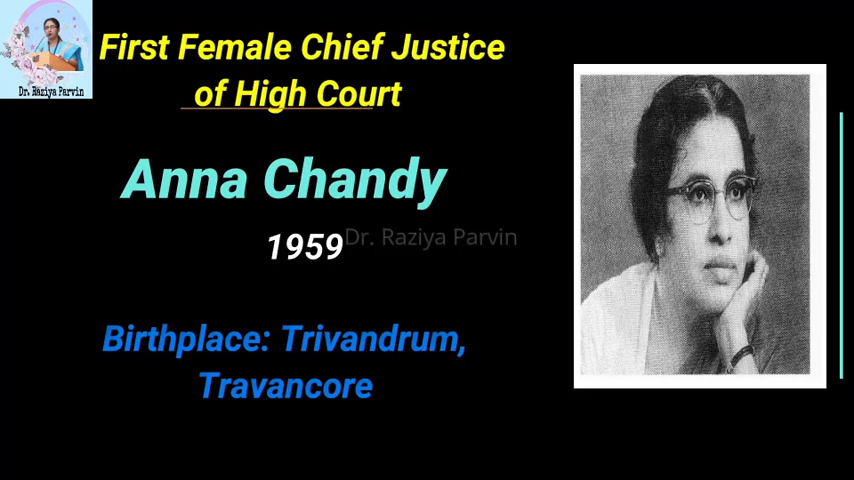 First Female Chief Justice
of High Court
Anna Chandy
1959
Birthplace: Trivandrum,
Travancore
Dr. Raziya Parvin
Dr. Raziya Parvin